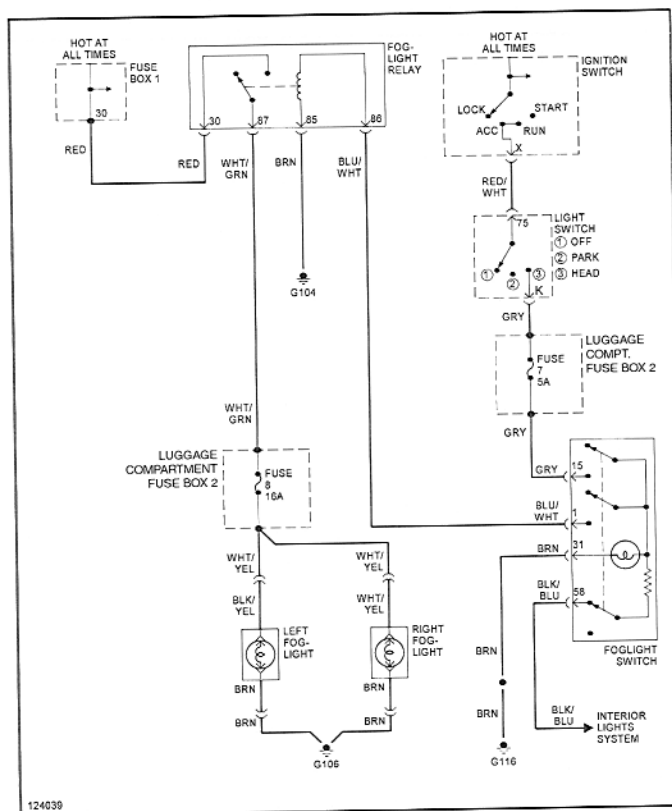 HOT AT
ALL TIMES
FUSE
BOX 1
30
RED
RED
FOG-
LIGHT
RELAY
30
87
85
86
WHT/
GRN
BRN
BLU/
WHT
G104
HOT AT
ALL TIMES
IGNITION
SWITCH
LOCK
START
ACC
RUN
X
RED/
WHT
75
LIGHT
SWITCH
① OFF
② PARK
③ HEAD
①
②
③
K
GRY
LUGGAGE
COMPT.
FUSE BOX 2
FUSE
7
5A
GRY
WHT/
GRN
LUGGAGE
COMPARTMENT
FUSE BOX 2
FUSE
8
16A
GRY
15
BLU/
WHT
1
BRN
31
BLK/
BLU
58
FOGLIGHT
SWITCH
WHT/
YEL
WHT/
YEL
BLK/
YEL
WHT/
YEL
LEFT
FOG-
LIGHT
RIGHT
FOG-
LIGHT
BRN
BRN
BRN
BRN
G106
BRN
BRN
G116
BLK/
BLU
INTERIOR
LIGHTS
SYSTEM
124039